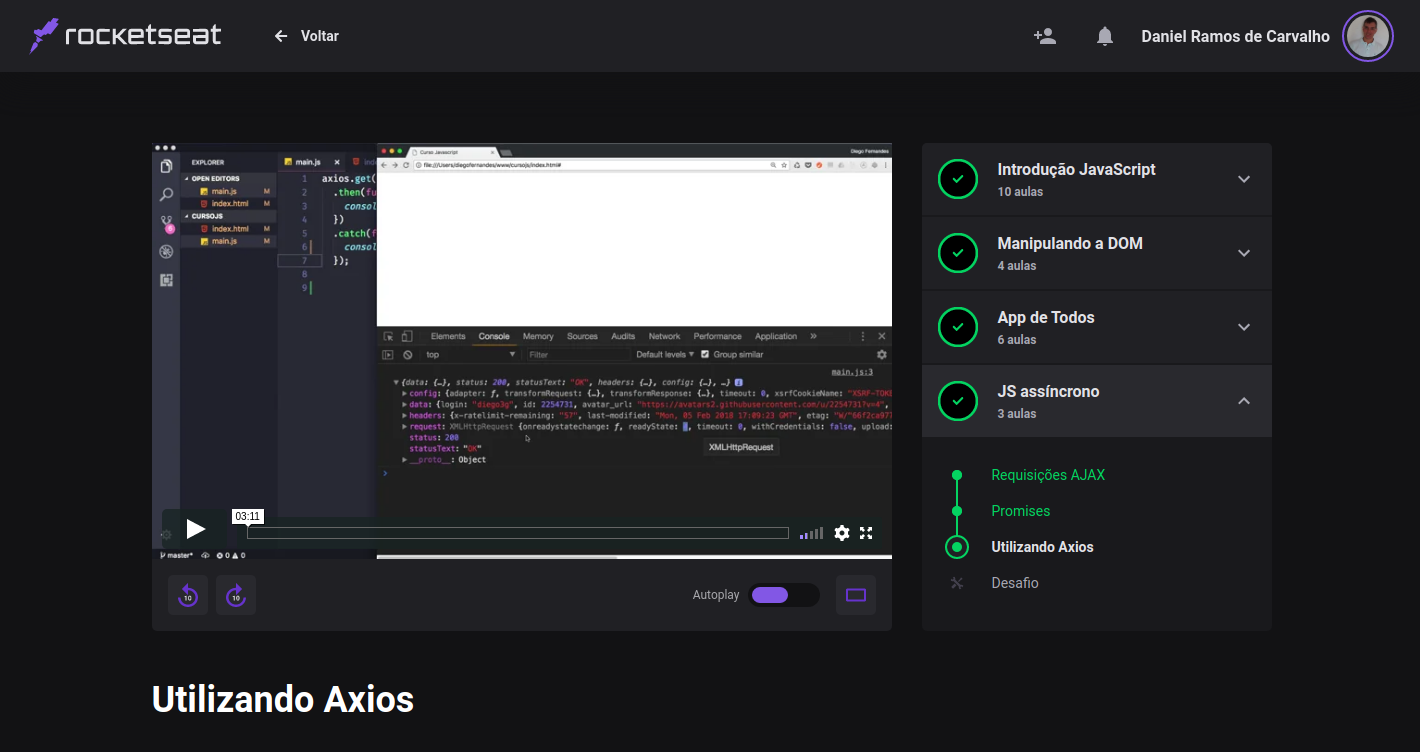 rocketseat
Voltar
Daniel Ramos de Carvalho
EXPLORER
OPEN EDITORS
main.js M
index.html M
CURSOJS
index.html M
main.js M
main.js ×
1 axios.get(
2 .then(fu
3 consol
4 })
5 .catch(f
6 consol
7 });
8
9
master*
0 0
Curso Javascript
Diego Fernandes
file:///Users/diegofernandes/www/cursojs/index.html#
Elements Console Memory Sources Audits Network Performance Application »
top Filter Default levels Group similar
main.js:3
{data: {…}, status: 200, statusText: "OK", headers: {…}, config: {…}, …}
config: {adapter: ƒ, transformRequest: {…}, transformResponse: {…}, timeout: 0, xsrfCookieName: "XSRF-TOKE
data: {login: "diego3g", id: 2254731, avatar_url: "https://avatars2.githubusercontent.com/u/2254731?v=4",
headers: {x-ratelimit-remaining: "57", last-modified: "Mon, 05 Feb 2018 17:09:23 GMT", etag: "W/"66f2ca977
request: XMLHttpRequest {onreadystatechange: ƒ, readyState: timeout: 0, withCredentials: false, upload:
status: 200
statusText: "OK"
XMLHttpRequest
__proto__: Object
03:11
10
10
Autoplay
Introdução JavaScript
10 aulas
Manipulando a DOM
4 aulas
App de Todos
6 aulas
JS assíncrono
3 aulas
Requisições AJAX
Promises
Utilizando Axios
Desafio
Utilizando Axios